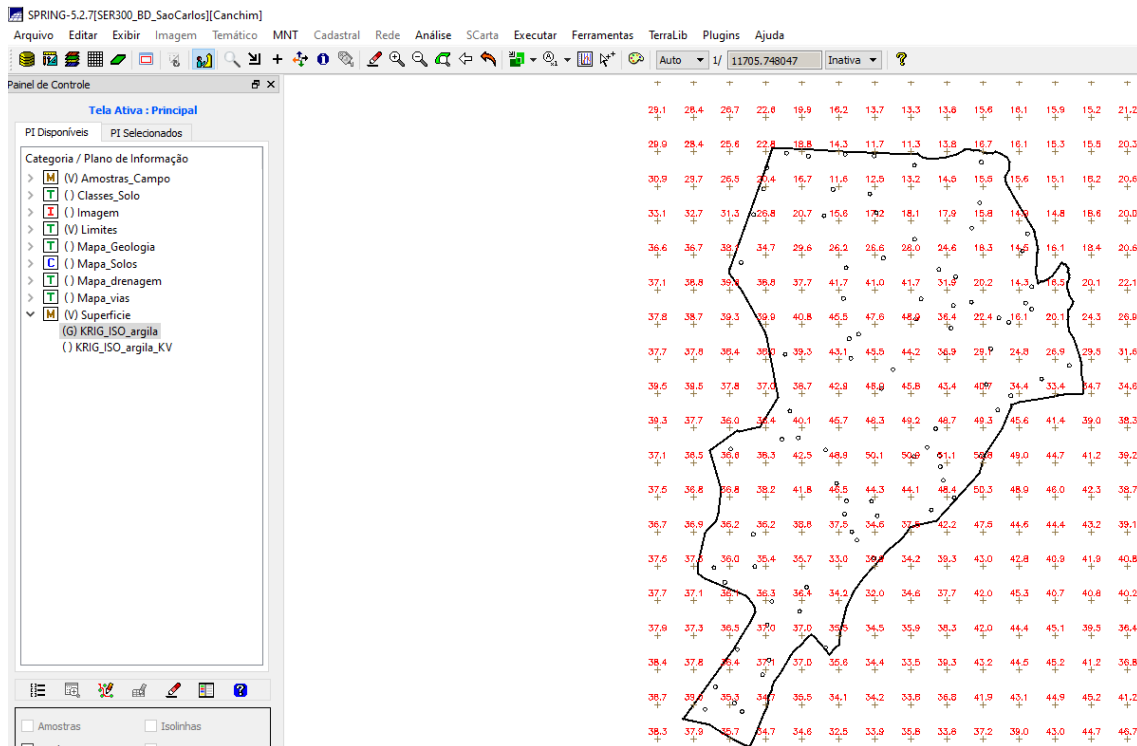 SPRING-5.2.7[SER300_BD_SaoCarlos][Canchim]
Arquivo Editar Exibir Imagem Temático MNT Cadastral Rede Análise SCarta Executar Ferramentas TerraLib Plugins Ajuda
Auto 1/ 11705.748047 Inativa
Painel de Controle
Tela Ativa : Principal
PI Disponíveis PI Selecionados
Categoria / Plano de Informação
M (V) Amostras_Campo
T () Classes_Solo
I () Imagem
T (V) Limites
T () Mapa_Geologia
C () Mapa_Solos
T () Mapa_drenagem
T () Mapa_vias
M (V) Superficie
(G) KRIG_ISO_argila
() KRIG_ISO_argila_KV
Amostras Isolinhas
29.1 28.4 26.7 22.6 19.9 16.2 13.7 13.3 13.8 15.6 16.1 15.9 15.2 21.2
29.9 28.4 25.6 22.8 18.8 14.3 11.7 11.3 13.8 16.7 16.1 15.3 15.5 20.3
30.9 29.7 26.5 20.4 16.7 11.6 12.5 13.2 14.5 15.6 15.1 16.2 20.6
33.1 32.7 31.3 26.8 20.7 15.6 18.1 17.9 15.8 14.8 18.6 20.0
36.6 36.7 34.7 29.6 26.2 26.6 26.0 24.6 18.3 14.5 16.1 18.4 20.6
37.1 38.8 39.3 38.8 37.7 41.7 41.0 41.7 31.9 20.2 14.3 16.5 20.1 22.1
37.8 38.7 39.3 39.9 40.8 45.5 47.6 36.4 22.4 16.1 20.1 24.3 26.9
37.7 37.8 38.4 38.0 39.3 43.1 45.5 44.2 36.9 24.8 26.9 29.5 31.6
39.5 39.5 37.8 37.0 38.7 42.9 45.8 43.4 34.4 33.4 34.7 34.6
39.3 37.7 36.0 40.1 45.7 48.3 49.2 48.7 49.3 45.6 41.4 39.0 38.3
37.1 36.5 38.3 42.5 48.9 50.1 51.1 49.0 44.7 41.2 39.2
37.5 36.8 36.8 38.2 41.8 46.5 44.3 44.1 48.4 50.3 48.9 46.0 42.3 38.7
36.7 36.9 36.2 36.2 38.8 37.5 34.6 37.5 42.2 47.5 44.6 44.4 43.2 39.1
37.5 36.0 35.4 35.7 33.0 34.2 39.3 43.0 42.8 40.9 41.9 40.8
37.7 37.1 36.1 36.3 36.4 34.2 32.0 34.6 37.7 42.0 45.3 40.7 40.8 40.2
37.9 37.3 36.5 37.0 37.0 35.5 34.5 35.9 38.3 42.0 44.4 45.1 39.5 36.4
38.4 37.8 36.4 37.1 37.0 35.6 34.4 33.5 39.3 43.2 44.5 45.2 41.2 36.8
38.7 35.3 34.7 35.5 34.1 34.2 33.8 36.8 41.9 43.1 44.9 45.2 41.2
38.3 37.9 35.7 34.7 34.6 32.5 33.9 35.8 33.8 37.2 39.0 43.0 44.7 46.7